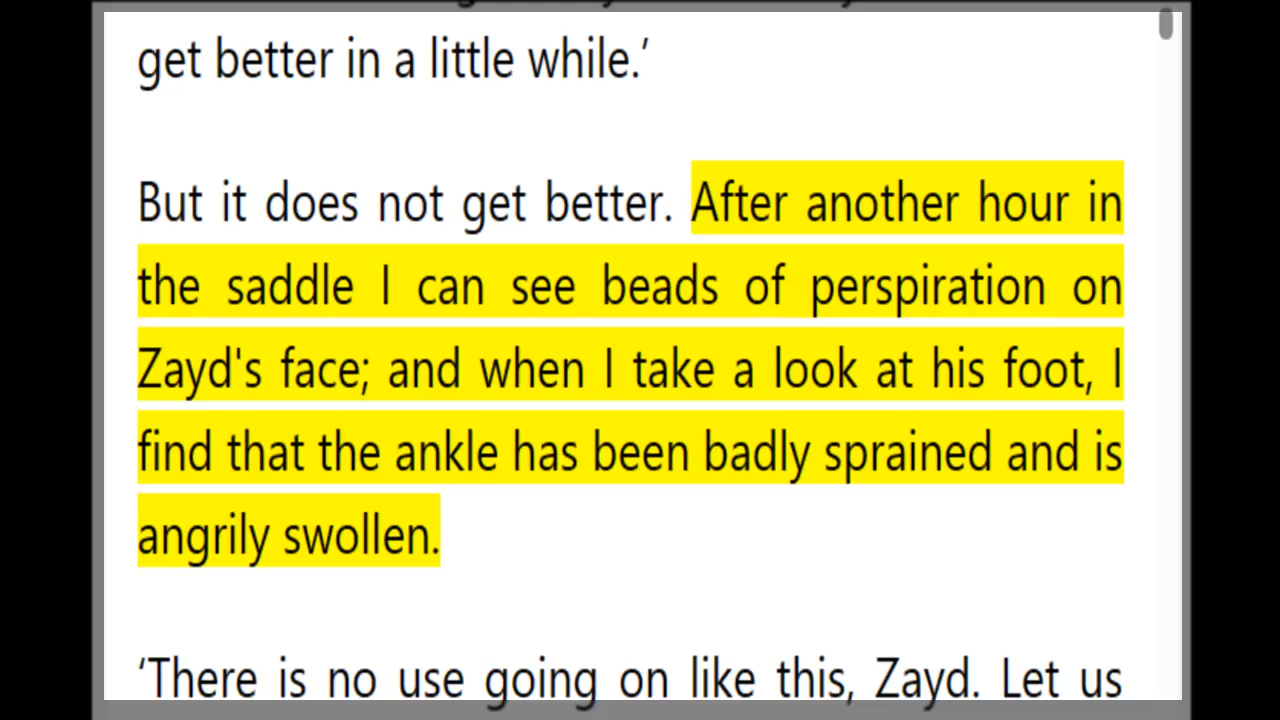 get better in a little while.’
But it does not get better. After another hour in
the saddle I can see beads of perspiration on
Zayd's face; and when I take a look at his foot, I
find that the ankle has been badly sprained and is
angrily swollen.
‘There is no use going on like this, Zayd. Let us